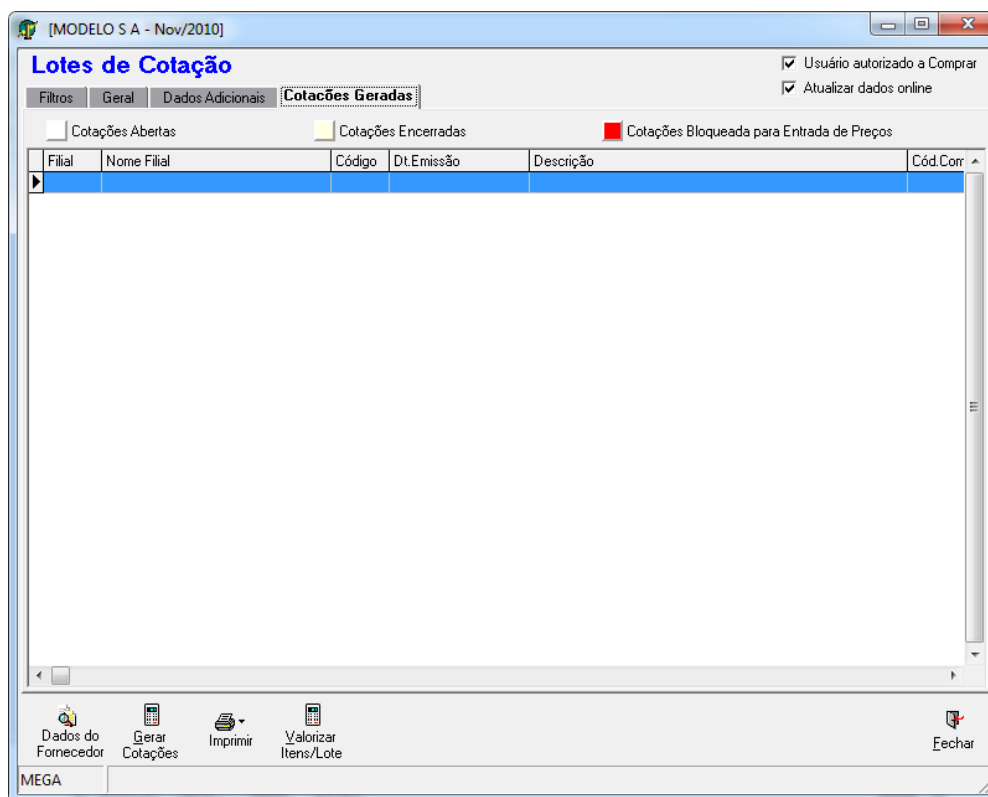 [MODELO S A - Nov/2010]
Lotes de Cotação
Usuário autorizado a Comprar
Atualizar dados online
Filtros Geral Dados Adicionais Cotacões Geradas
Cotações Abertas Cotações Encerradas Cotações Bloqueada para Entrada de Preços
Filial Nome Filial Código Dt.Emissão Descrição Cód.Com
Dados do Fornecedor
Gerar Cotações
Imprimir
Valorizar Itens/Lote
Fechar
MEGA